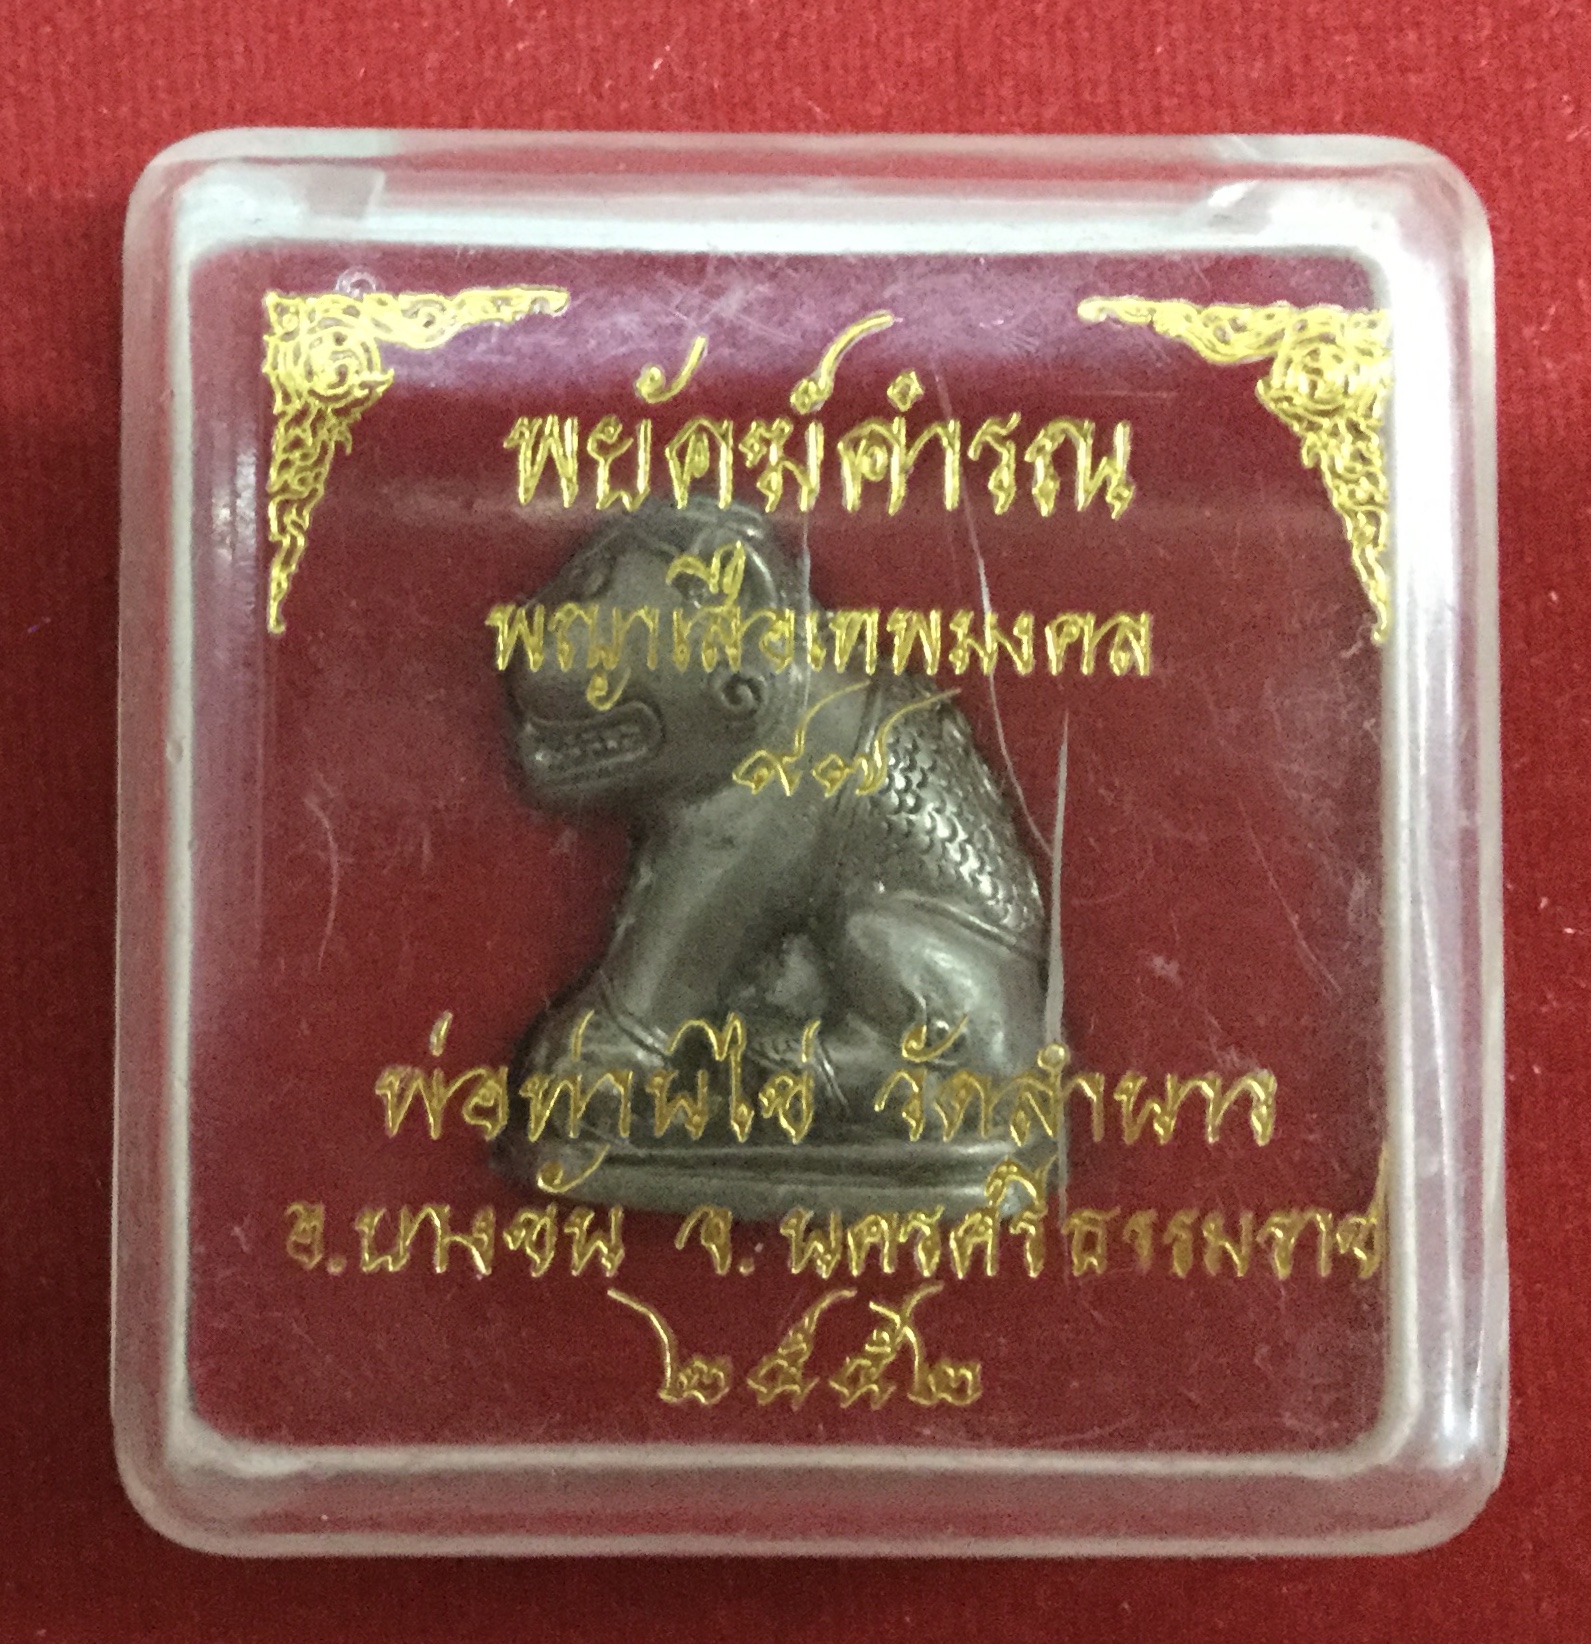 พยัคฆ์คำรณ
พญาเสือเทพมงคล
๙๗
พ่อท่านไข่ วัดลำนาว
อ.บางขัน จ.นครศรีธรรมราช
๒๕๕๒